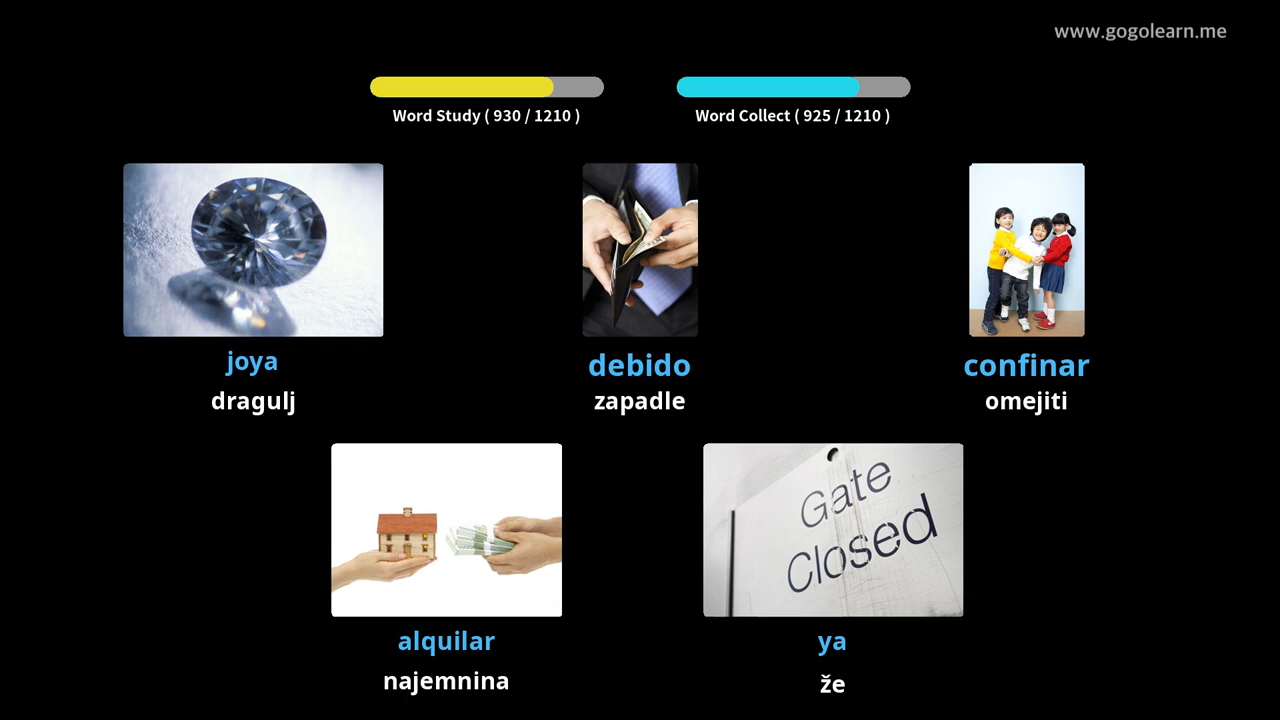 www.gogolearn.me
Word Study ( 930 / 1210 )
Word Collect ( 925 / 1210 )
joya
dragulj
debido
zapadle
confinar
omejiti
Gate
Closed
alquilar
najemnina
ya
že